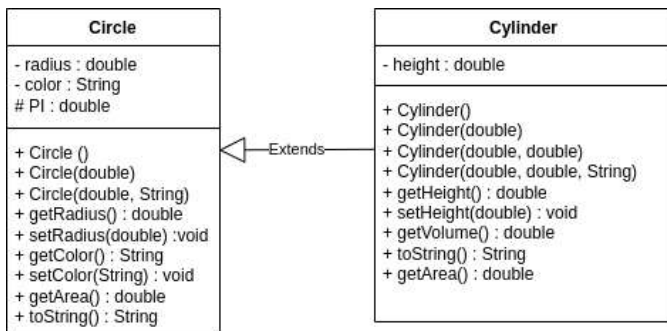 Circle
- radius : double
- color : String
# PI : double
+ Circle ()
+ Circle(double)
+ Circle(double, String)
+ getRadius() : double
+ setRadius(double) :void
+ getColor() : String
+ setColor(String) : void
+ getArea() : double
+ toString() : String
Extends
Cylinder
- height : double
+ Cylinder()
+ Cylinder(double)
+ Cylinder(double, double)
+ Cylinder(double, double, String)
+ getHeight() : double
+ setHeight(double) : void
+ getVolume() : double
+ toString() : String
+ getArea() : double